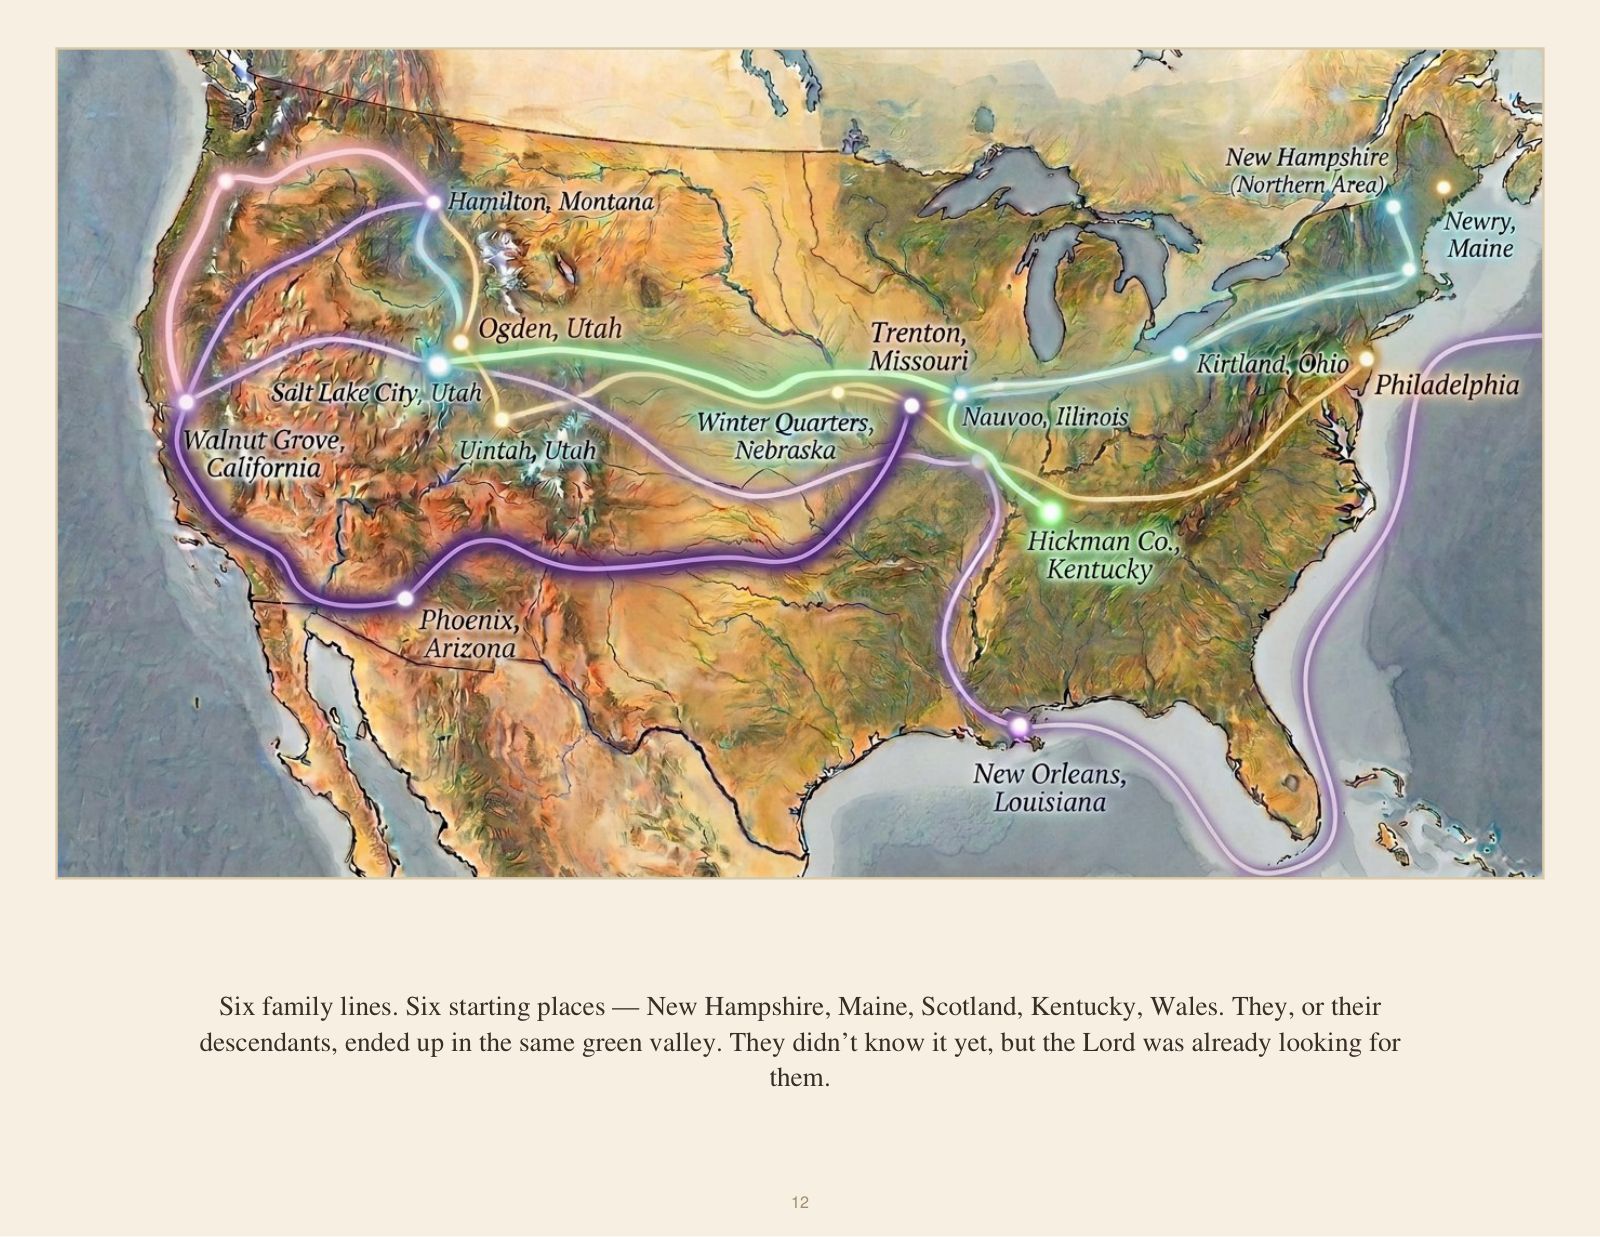 New Hampshire
(Northern Area)
Newry,
Maine
Hamilton, Montana
Ogden, Utah
Trenton,
Missouri
Kirtland, Ohio
Philadelphia
Salt Lake City, Utah
Winter Quarters,
Nebraska
Nauvoo, Illinois
Walnut Grove,
California
Uintah, Utah
Hickman Co.,
Kentucky
Phoenix,
Arizona
New Orleans,
Louisiana
Six family lines. Six starting places — New Hampshire, Maine, Scotland, Kentucky, Wales. They, or their
descendants, ended up in the same green valley. They didn’t know it yet, but the Lord was already looking for
them.
12